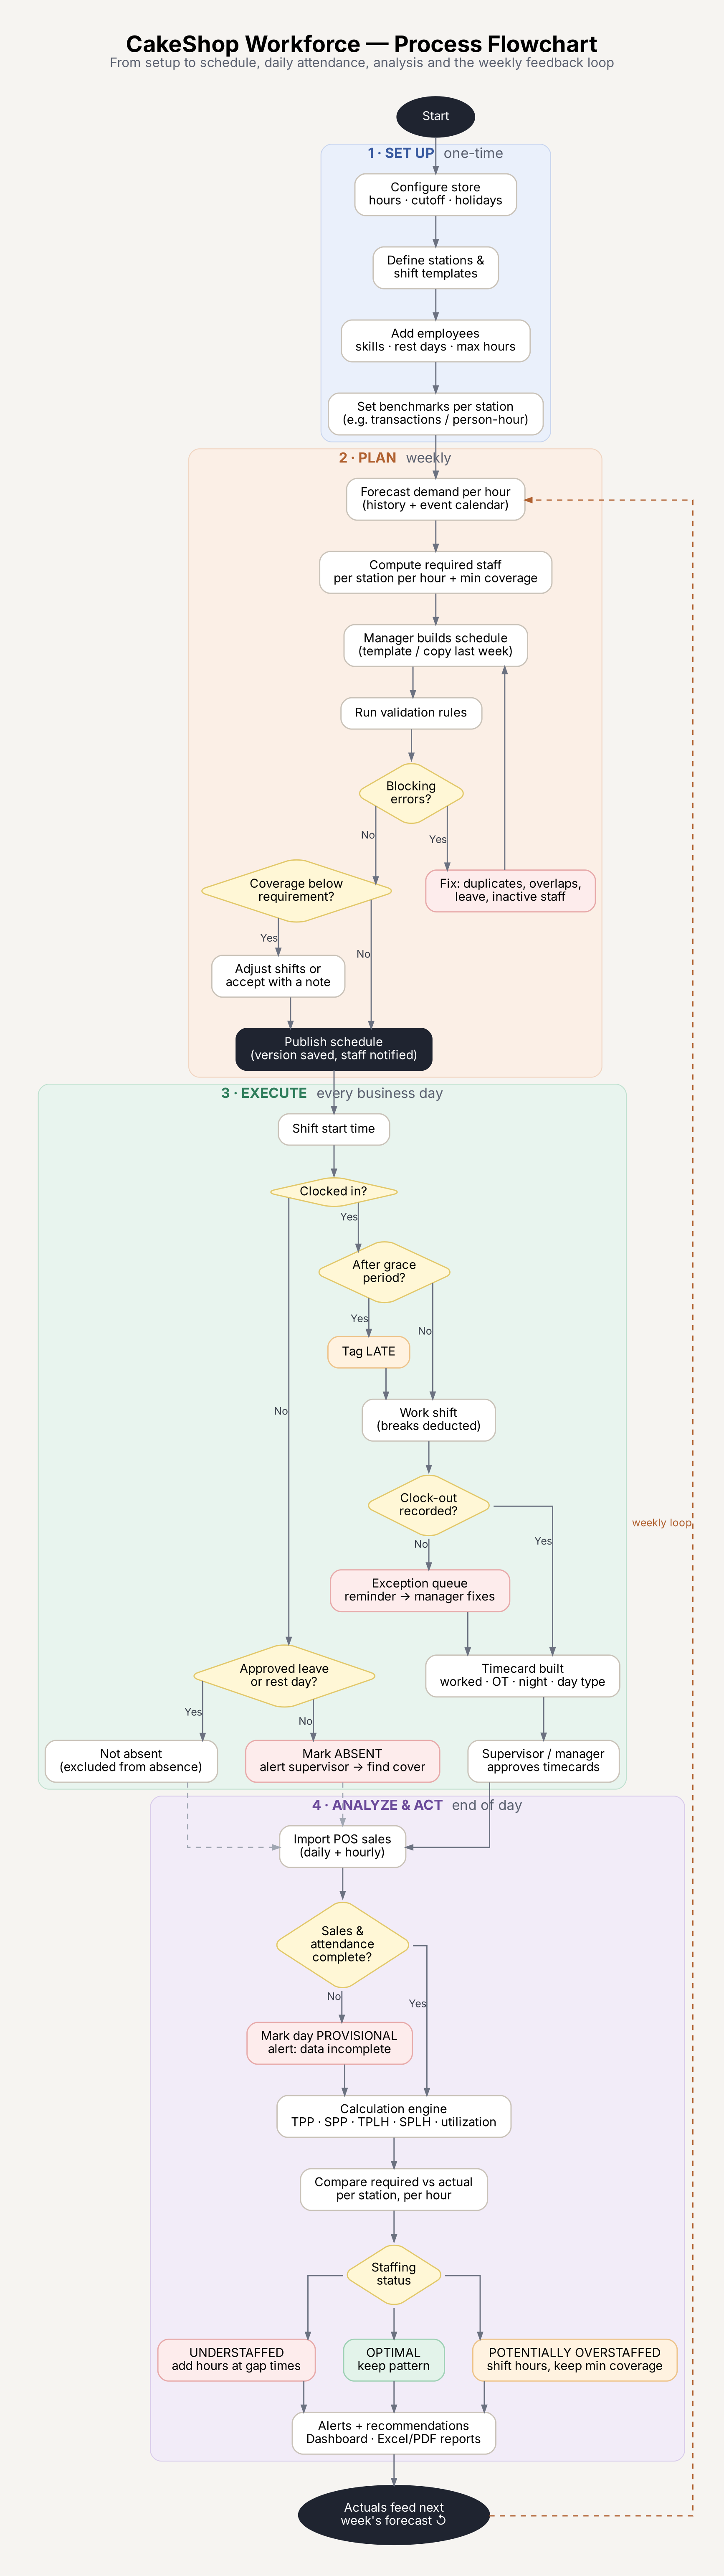 CakeShop Workforce — Process Flowchart
From setup to schedule, daily attendance, analysis and the weekly feedback loop
Start
1 · SET UP one-time
Configure store
hours · cutoff · holidays
Define stations &
shift templates
Add employees
skills · rest days · max hours
Set benchmarks per station
(e.g. transactions / person-hour)
2 · PLAN weekly
Forecast demand per hour
(history + event calendar)
Compute required staff
per station per hour + min coverage
Manager builds schedule
(template / copy last week)
Run validation rules
Blocking
errors?
No
Yes
Coverage below
requirement?
Fix: duplicates, overlaps,
leave, inactive staff
Yes
No
Adjust shifts or
accept with a note
Publish schedule
(version saved, staff notified)
3 · EXECUTE every business day
Shift start time
Clocked in?
Yes
After grace
period?
Yes
No
Tag LATE
No
Work shift
(breaks deducted)
Clock-out
recorded?
weekly loop
No
Yes
Exception queue
reminder → manager fixes
Approved leave
or rest day?
Timecard built
worked · OT · night · day type
Yes
No
Not absent
(excluded from absence)
Mark ABSENT
alert supervisor → find cover
Supervisor / manager
approves timecards
4 · ANALYZE & ACT end of day
Import POS sales
(daily + hourly)
Sales &
attendance
complete?
No
Yes
Mark day PROVISIONAL
alert: data incomplete
Calculation engine
TPP · SPP · TPLH · SPLH · utilization
Compare required vs actual
per station, per hour
Staffing
status
UNDERSTAFFED
add hours at gap times
OPTIMAL
keep pattern
POTENTIALLY OVERSTAFFED
shift hours, keep min coverage
Alerts + recommendations
Dashboard · Excel/PDF reports
Actuals feed next
week's forecast ↺